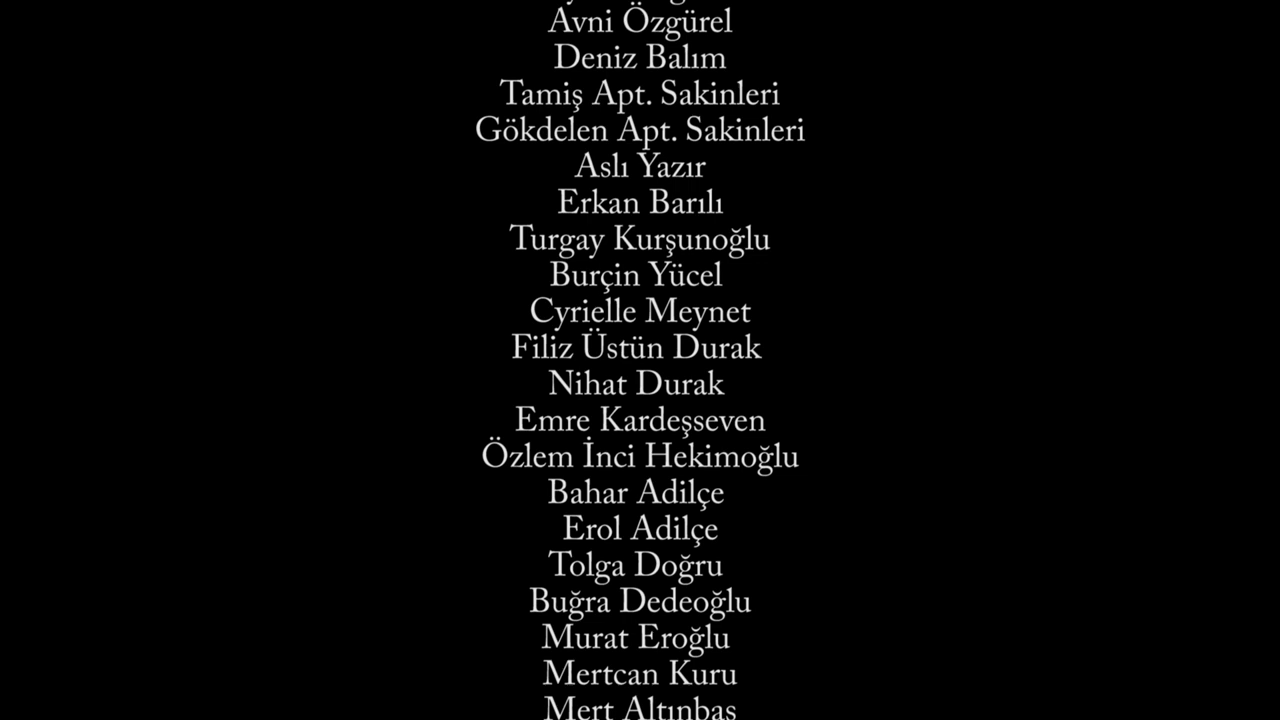 Avni Özgürel
Deniz Balım
Tamiş Apt. Sakinleri
Gökdelen Apt. Sakinleri
Aslı Yazır
Erkan Barılı
Turgay Kurşunoğlu
Burçin Yücel
Cyrielle Meynet
Filiz Üstün Durak
Nihat Durak
Emre Kardeşseven
Özlem İnci Hekimoğlu
Bahar Adilçe
Erol Adilçe
Tolga Doğru
Buğra Dedeoğlu
Murat Eroğlu
Mertcan Kuru
Mert